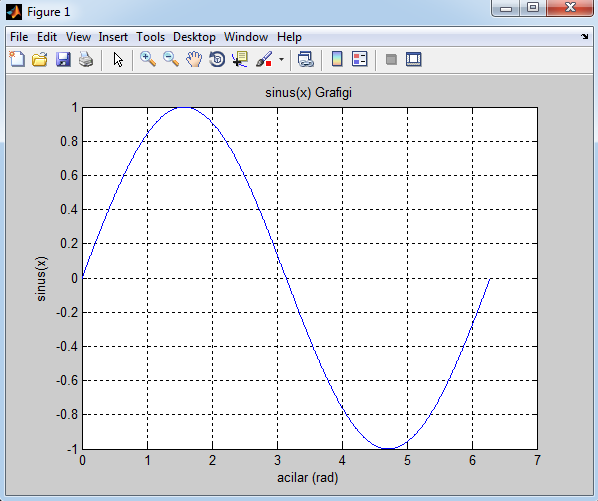 Figure 1
File Edit View Insert Tools Desktop Window Help
sinus(x) Grafigi
1
0.8
0.6
0.4
0.2
0
-0.2
-0.4
-0.6
-0.8
-1
sinus(x)
0 1 2 3 4 5 6 7
acilar (rad)